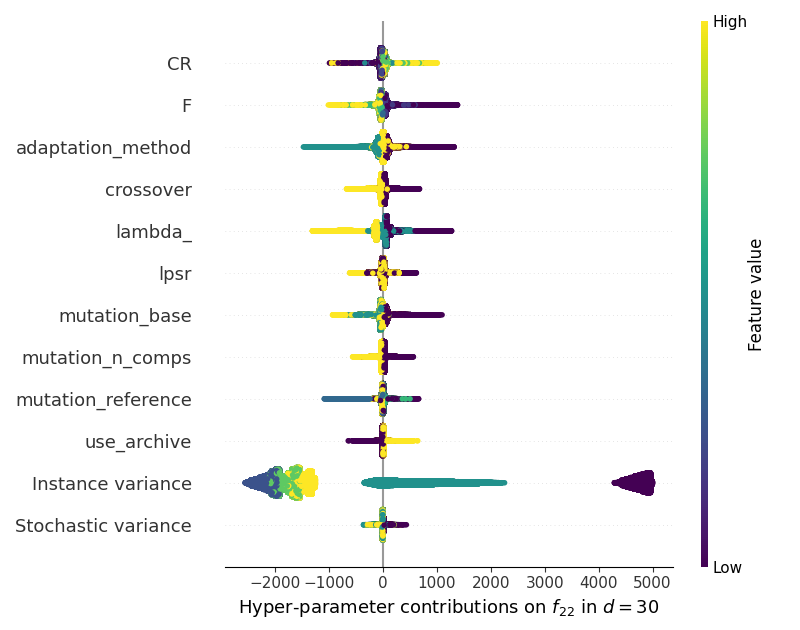 High
CR
F
adaptation_method
crossover
lambda_
lpsr
mutation_base
mutation_n_comps
mutation_reference
use_archive
Instance variance
Stochastic variance
Feature value
Low
−2000 −1000 0 1000 2000 3000 4000 5000
Hyper-parameter contributions on f₂₂ in d = 30